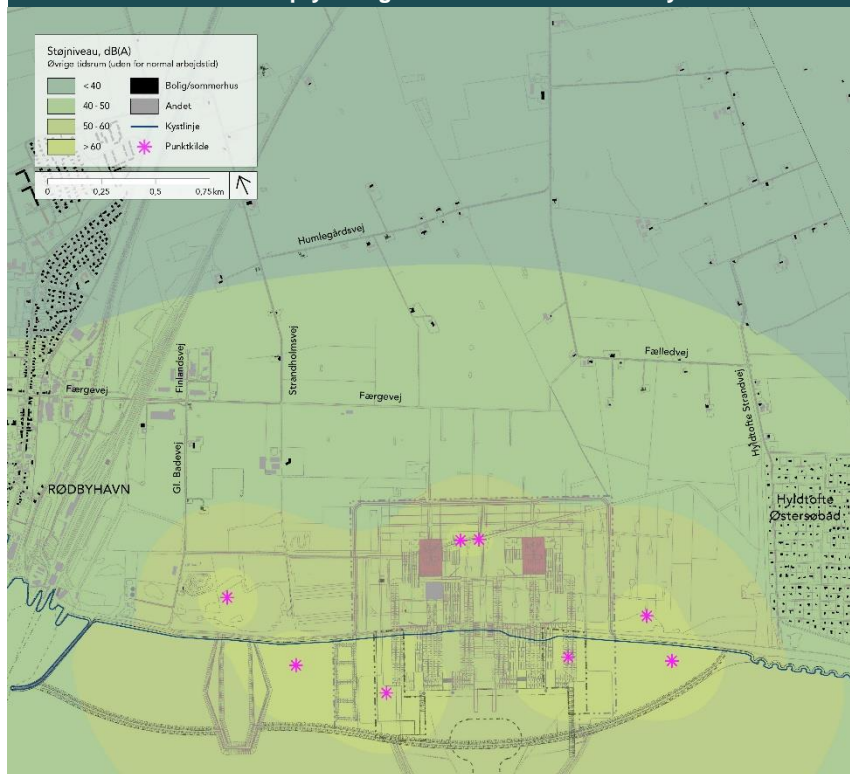 Støjniveau, dB(A)
Øvrige tidsrum (uden for normal arbejdstid)
< 40
Bolig/sommerhus
40 - 50
Andet
50 - 60
Kystlinje
> 60
Punktkilde
0
0,25
0,5
0,75 km
Humlegårdsvej
Finlandsvej
Strandholmsvej
Fælledvej
Færgevej
Færgevej
Hyldtofte Strandvej
Gl. Badevej
RØDBYHAVN
Hyldtofte
Østersøbad